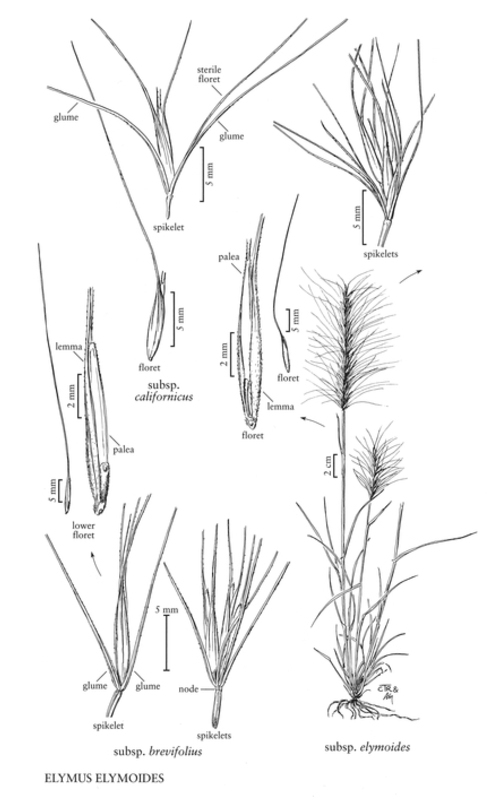 sterile
floret
glume
glume
5 mm
spikelet
5 mm
spikelets
palea
5 mm
5 mm
floret
2 mm
floret
subsp.
californicus
lemma
lemma
floret
2 mm
palea
2 cm
5 mm
lower
floret
5 mm
glume
glume
node
spikelet
spikelets
subsp. brevifolius
subsp. elymoides
ELYMUS ELYMOIDES